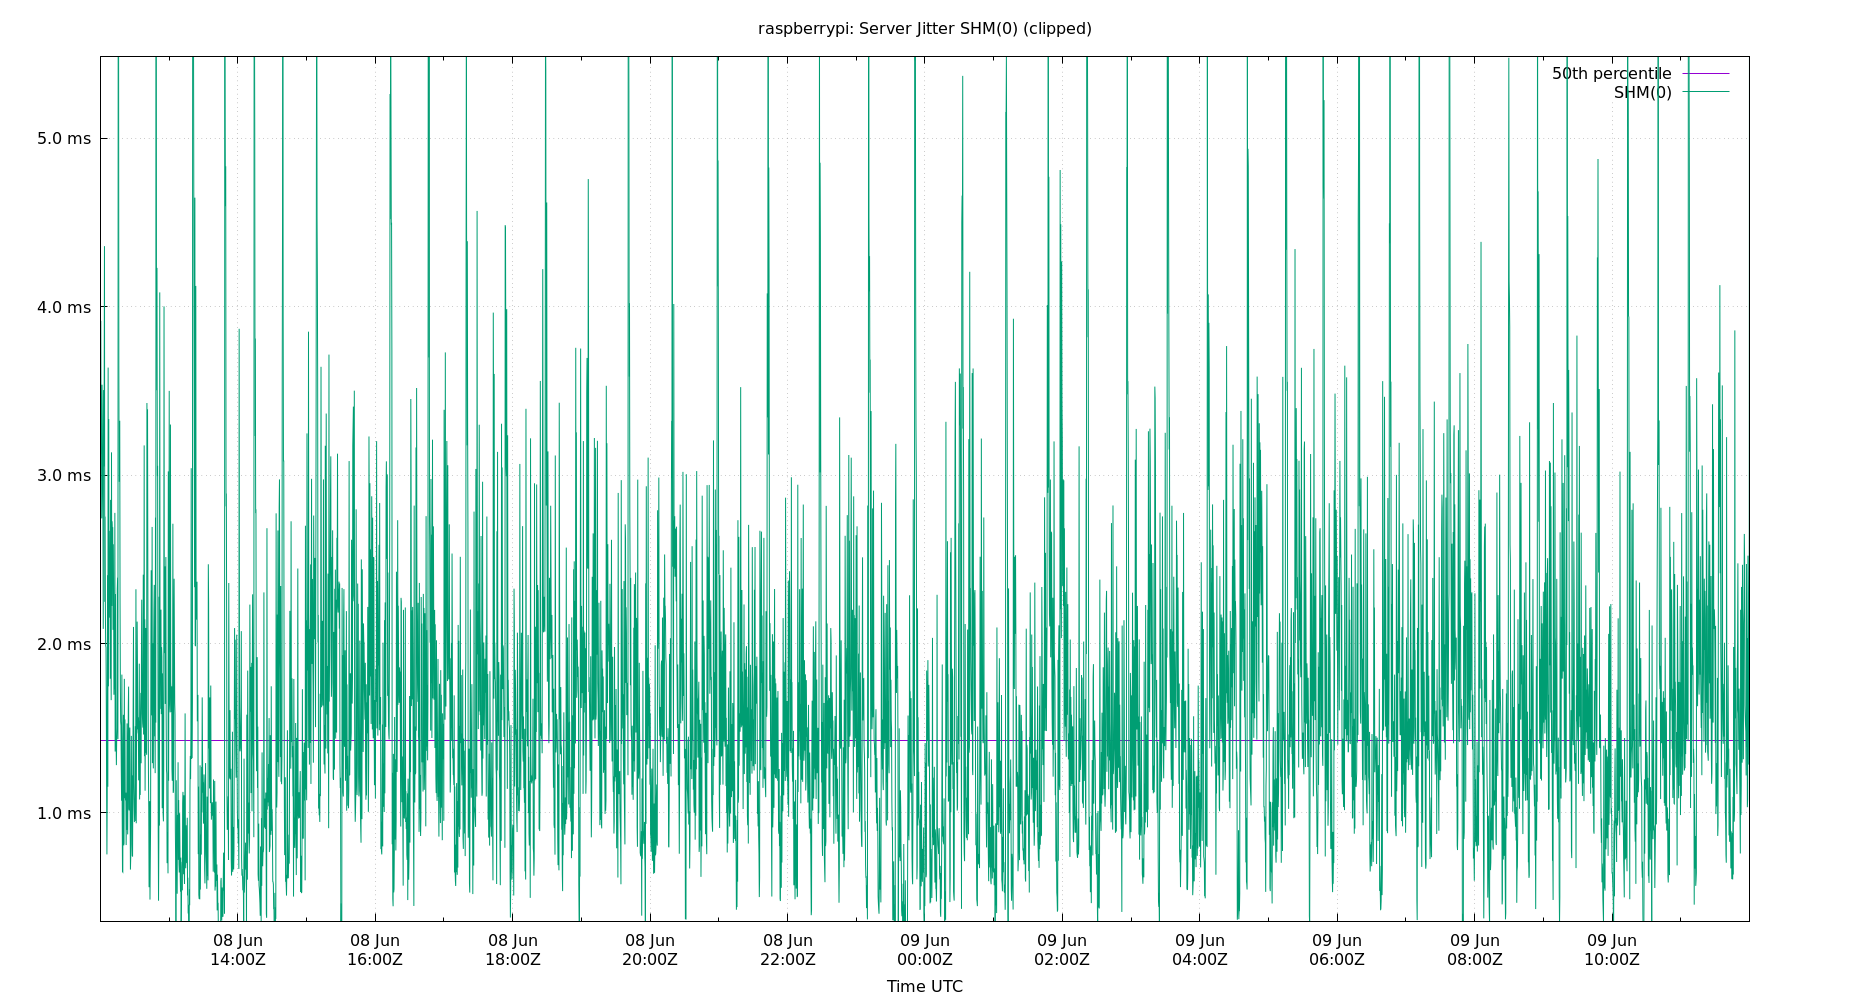 raspberrypi: Server Jitter SHM(0) (clipped)
50th percentile
SHM(0)
5.0 ms
4.0 ms
3.0 ms
2.0 ms
1.0 ms
08 Jun 08 Jun 08 Jun 08 Jun 08 Jun 09 Jun 09 Jun 09 Jun 09 Jun 09 Jun 09 Jun
14:00Z 16:00Z 18:00Z 20:00Z 22:00Z 00:00Z 02:00Z 04:00Z 06:00Z 08:00Z 10:00Z
Time UTC